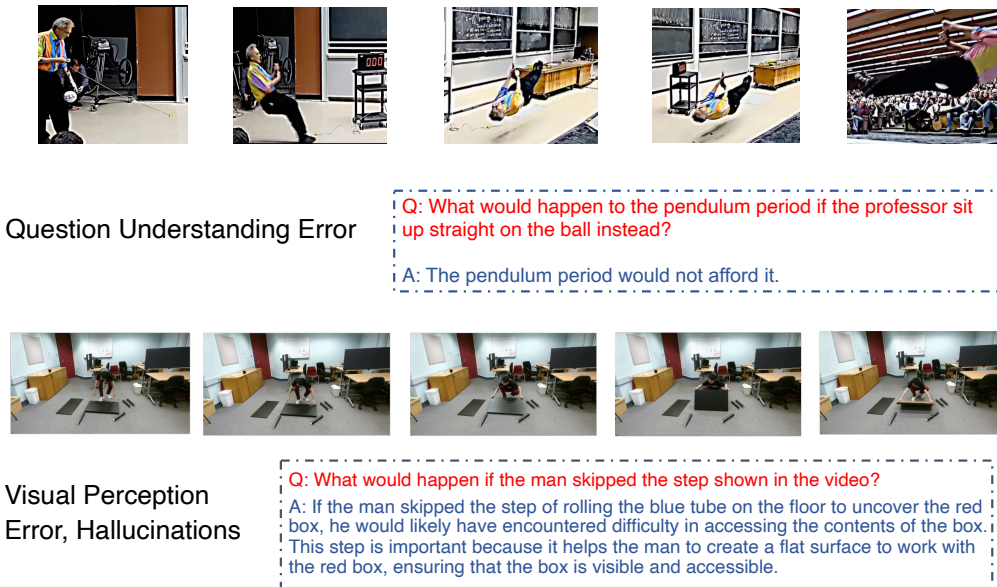 0.00
Question Understanding Error
Q: What would happen to the pendulum period if the professor sit
up straight on the ball instead?
A: The pendulum period would not afford it.
Visual Perception
Error, Hallucinations
Q: What would happen if the man skipped the step shown in the video?
A: If the man skipped the step of rolling the blue tube on the floor to uncover the red
box, he would likely have encountered difficulty in accessing the contents of the box.
This step is important because it helps the man to create a flat surface to work with
the red box, ensuring that the box is visible and accessible.